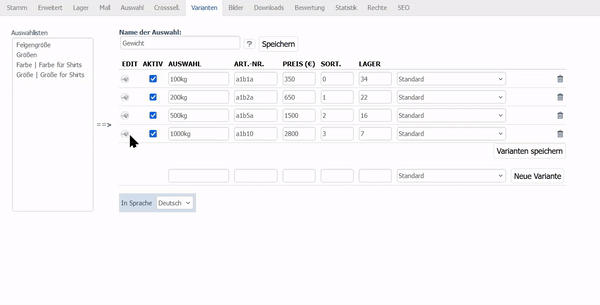 Stamm Erweitert Lager Mail Auswahl Crosssell. Varianten Bilder Downloads Bewertung Statistik Rechte SEO
Auswahllisten
Felgengröße
Größen
Farbe | Farbe für Shirts
Größe | Größe for Shirts
==>
Name der Auswahl:
Gewicht ? Speichern
EDIT AKTIV AUSWAHL ART.-NR. PREIS (€) SORT. LAGER
100kg a1b1a 350 0 34 Standard
200kg a1b2a 650 1 22 Standard
500kg a1b5a 1500 2 16 Standard
1000kg a1b10 2800 3 7 Standard
Varianten speichern
Standard Neue Variante
In Sprache Deutsch